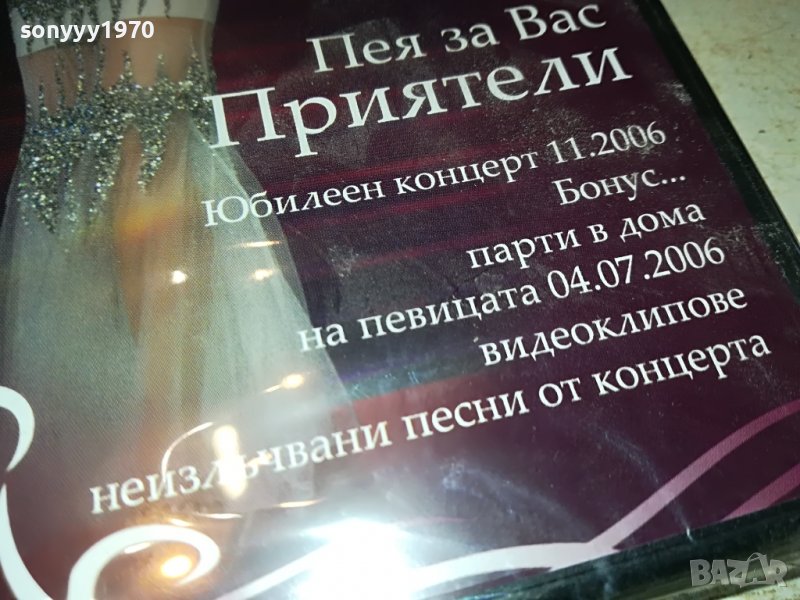 sonyyy1970
Пея за Вас
Приятели
Юбилеен концерт 11.2006
Бонус...
парти в дома
на певицата 04.07.2006
видеоклипове
неизлъчвани песни от концерта
BAZAR